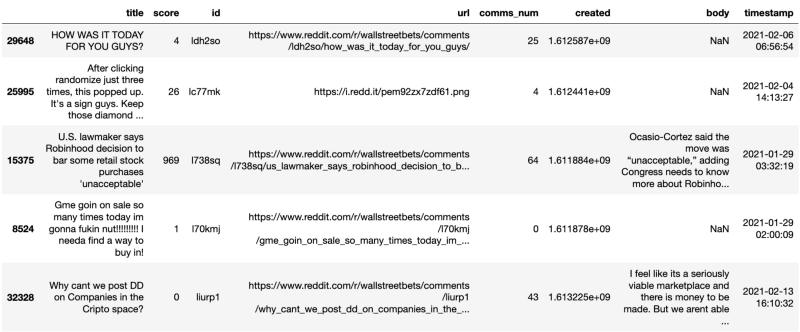 title score id url comms_num created body timestamp
HOW WAS IT TODAY https://www.reddit.com/r/wallstreetbets/comments 2021-02-06
29648 FOR YOU GUYS? 4 ldh2so /ldh2so/how_was_it_today_for_you_guys/ 25 1.612587e+09 NaN 06:56:54
After clicking
randomize just three
25995 times, this popped up. 26 lc77mk https://i.redd.it/pem92zx7zdf61.png 4 1.612441e+09 NaN 2021-02-04
It's a sign guys. Keep 14:13:27
those diamond ...
U.S. lawmaker says Ocasio-Cortez said the
Robinhood decision to move was
15375 bar some retail stock 969 l738sq https://www.reddit.com/r/wallstreetbets/comments 64 1.611884e+09 “unacceptable,” adding 2021-01-29
purchases /l738sq/us_lawmaker_says_robinhood_decision_to_b... Congress needs to know 03:32:19
'unacceptable' more about Robinho...
Gme goin on sale so
many times today im https://www.reddit.com/r/wallstreetbets/comments
8524 gonna fukin nut!!!!!!!!! I 1 l70kmj /l70kmj 0 1.611878e+09 NaN 2021-01-29
needa find a way to /gme_goin_on_sale_so_many_times_today_im_... 02:00:09
buy in!
I feel like its a seriously
Why cant we post DD https://www.reddit.com/r/wallstreetbets/comments viable marketplace and
32328 on Companies in the 0 liurp1 /liurp1 43 1.613225e+09 there is money to be 2021-02-13
Cripto space? /why_cant_we_post_dd_on_companies_in_the_... made. But we arent able 16:10:32
...